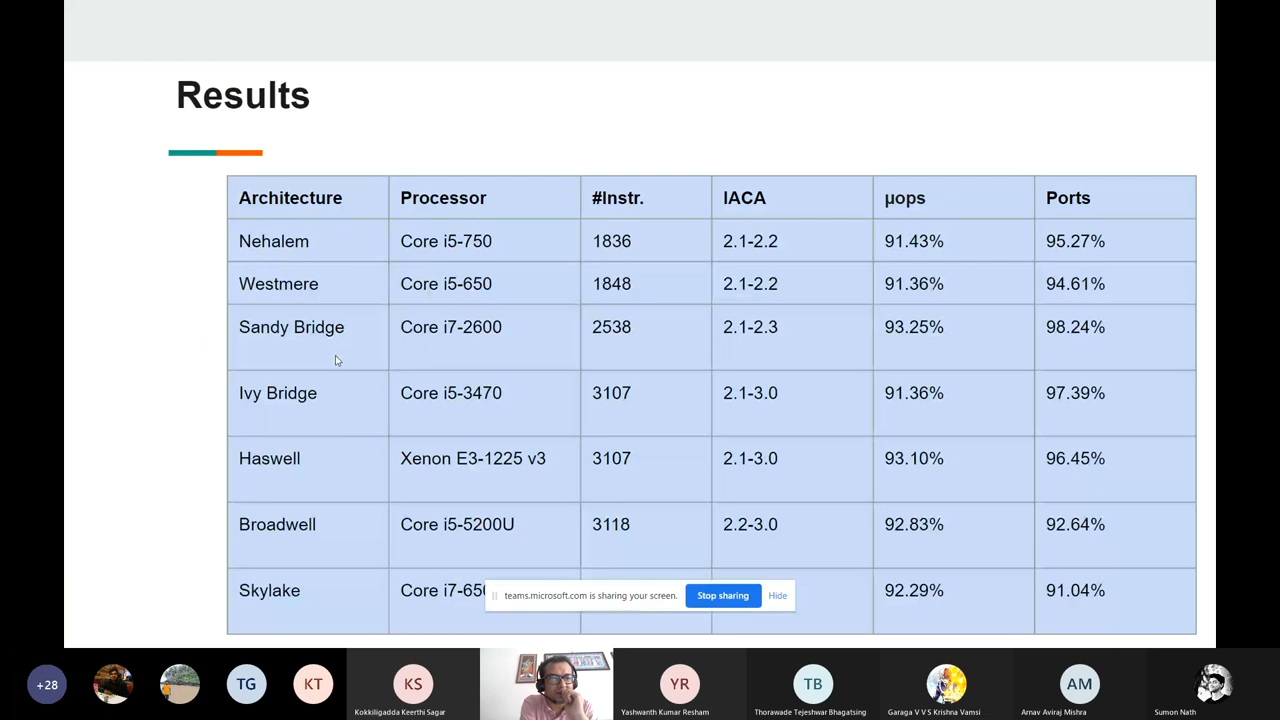 Results
Architecture Processor #Instr. IACA µops Ports
Nehalem Core i5-750 1836 2.1-2.2 91.43% 95.27%
Westmere Core i5-650 1848 2.1-2.2 91.36% 94.61%
Sandy Bridge Core i7-2600 2538 2.1-2.3 93.25% 98.24%
Ivy Bridge Core i5-3470 3107 2.1-3.0 91.36% 97.39%
Haswell Xenon E3-1225 v3 3107 2.1-3.0 93.10% 96.45%
Broadwell Core i5-5200U 3118 2.2-3.0 92.83% 92.64%
Skylake Core 92.29% 91.04%
teams.microsoft.com is sharing your screen. Stop sharing Hide
+28 TG KT KS YR TB AM
Kokkiligadda Keerthi Sagar Yashwanth Kumar Resham Thorawade Tejeshwar Bhagatsing Garaga V V S Krishna Vamsi Arnav Aviraj Mishra Sumon Nath